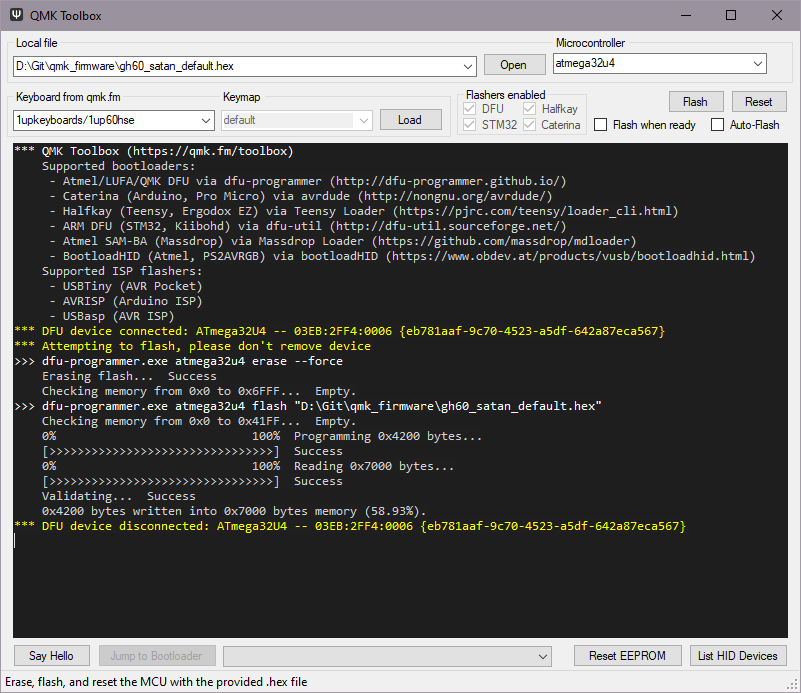 QMK Toolbox
Local file
Microcontroller
D:\Git\qmk_firmware\gh60_satan_default.hex
Open
atmega32u4
Keyboard from qmk.fm
Keymap
Flashers enabled
1upkeyboards/1up60hse
default
Load
DFU
Halfkay
STM32
Caterina
Flash
Reset
Flash when ready
Auto-Flash
*** QMK Toolbox (https://qmk.fm/toolbox)
Supported bootloaders:
- Atmel/LUFA/QMK DFU via dfu-programmer (http://dfu-programmer.github.io/)
- Caterina (Arduino, Pro Micro) via avrdude (http://nongnu.org/avrdude/)
- Halfkay (Teensy, Ergodox EZ) via Teensy Loader (https://pjrc.com/teensy/loader_cli.html)
- ARM DFU (STM32, Kiibohd) via dfu-util (http://dfu-util.sourceforge.net/)
- Atmel SAM-BA (Massdrop) via Massdrop Loader (https://github.com/massdrop/mdloader)
- BootloadHID (Atmel, PS2AVRGB) via bootloadHID (https://www.obdev.at/products/vusb/bootloadhid.html)
Supported ISP flashers:
- USBTiny (AVR Pocket)
- AVRISP (Arduino ISP)
- USBasp (AVR ISP)
*** DFU device connected: ATmega32U4 -- 03EB:2FF4:0006 {eb781aaf-9c70-4523-a5df-642a87eca567}
*** Attempting to flash, please don't remove device
>>> dfu-programmer.exe atmega32u4 erase --force
Erasing flash... Success
Checking memory from 0x0 to 0x6FFF... Empty.
>>> dfu-programmer.exe atmega32u4 flash "D:\Git\qmk_firmware\gh60_satan_default.hex"
Checking memory from 0x0 to 0x41FF... Empty.
0% 100% Programming 0x4200 bytes...
[>>>>>>>>>>>>>>>>>>>>>>>>>>>>>>>>] Success
0% 100% Reading 0x7000 bytes...
[>>>>>>>>>>>>>>>>>>>>>>>>>>>>>>>>] Success
Validating... Success
0x4200 bytes written into 0x7000 bytes memory (58.93%).
*** DFU device disconnected: ATmega32U4 -- 03EB:2FF4:0006 {eb781aaf-9c70-4523-a5df-642a87eca567}
Say Hello
Jump to Bootloader
Reset EEPROM
List HID Devices
Erase, flash, and reset the MCU with the provided .hex file